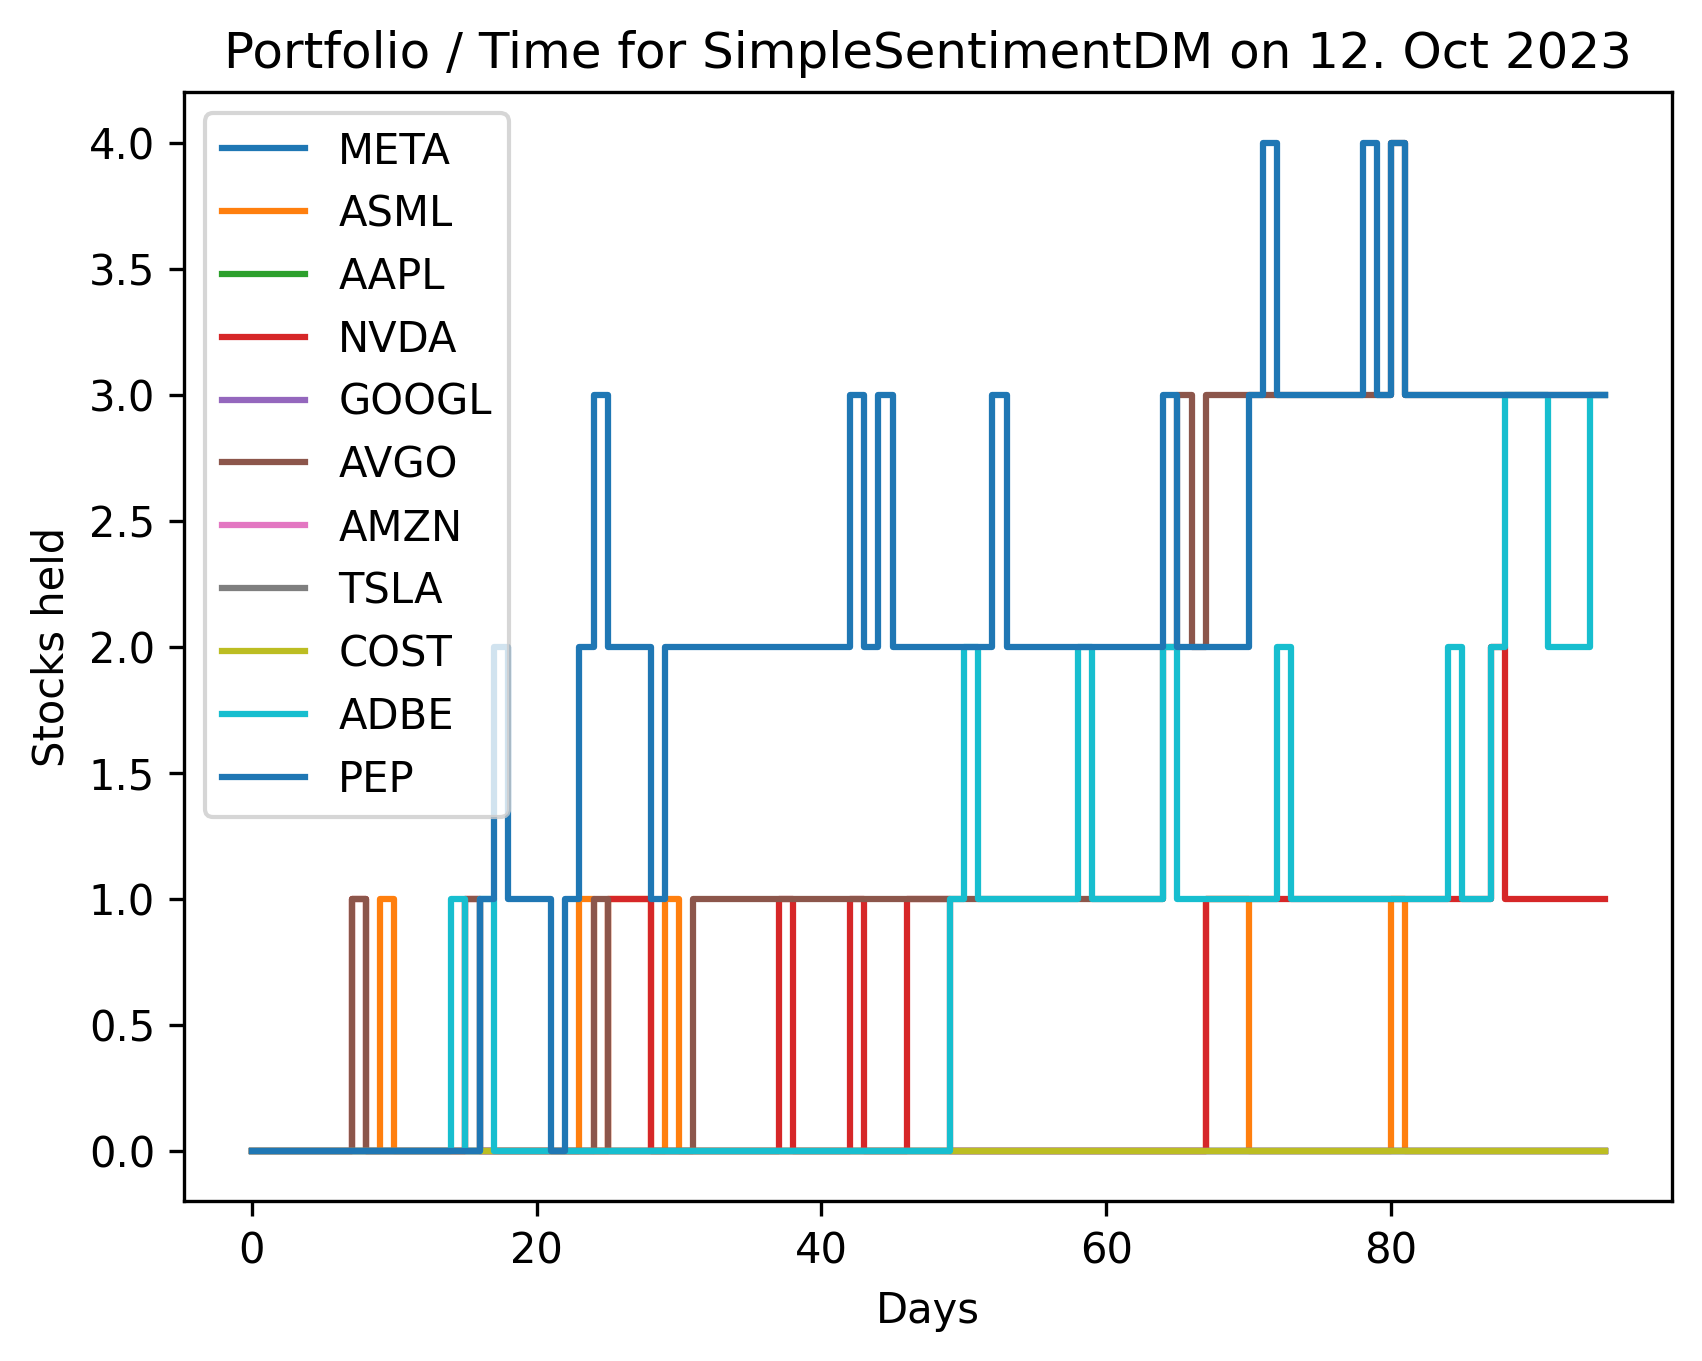 Portfolio / Time for SimpleSentimentDM on 12. Oct 2023
4.0
3.5
3.0
2.5
2.0
1.5
1.0
0.5
0.0
Stocks held
META
ASML
AAPL
NVDA
GOOGL
AVGO
AMZN
TSLA
COST
ADBE
PEP
0 20 40 60 80
Days